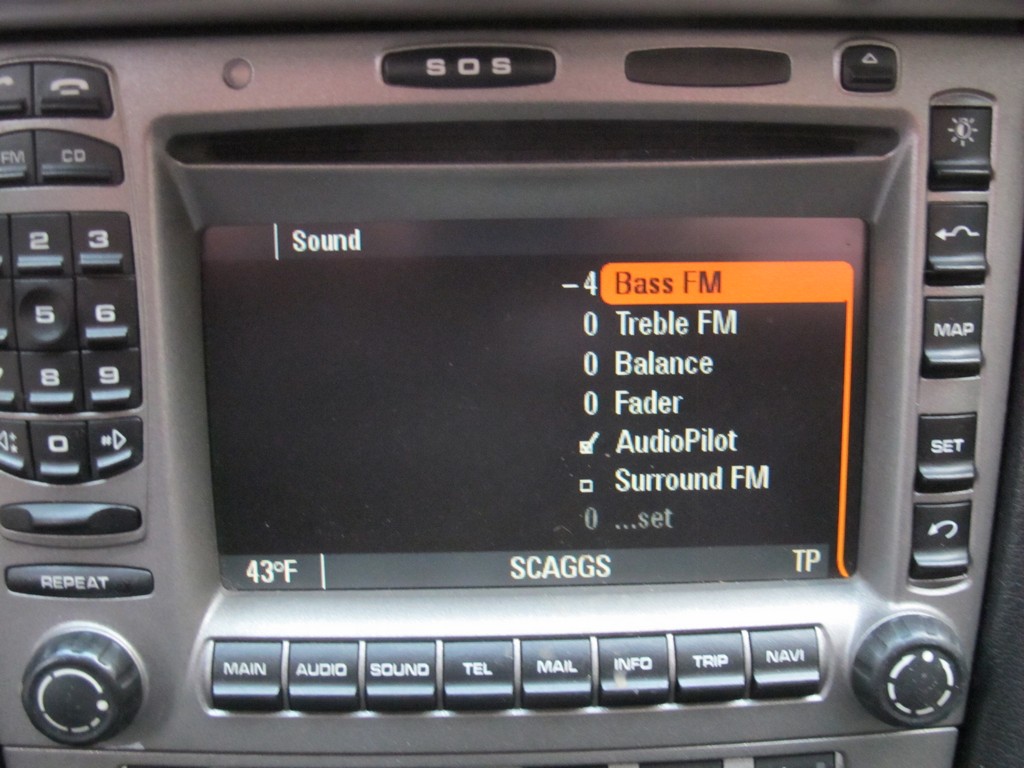 SOS
FM CD
2 3
5 6
8 9
0
REPEAT
Sound
-4 Bass FM
0 Treble FM
0 Balance
0 Fader
AudioPilot
Surround FM
0 ...set
43°F SCAGGS TP
MAP
SET
MAIN AUDIO SOUND TEL MAIL INFO TRIP NAVI